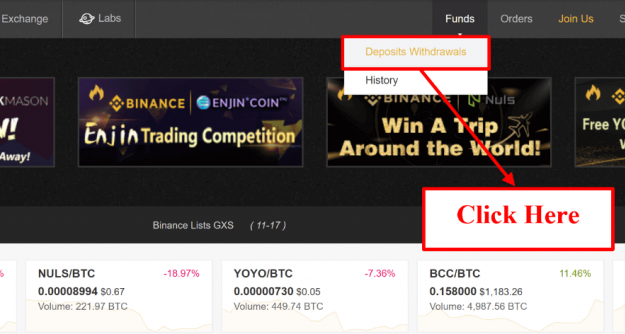 Exchange
Labs
Funds
Orders
Join Us
S
Deposits Withdrawals
History
KMASON
!
Away!
BINANCE | ENJIN COIN
Enjin Trading Competition
BINANCE | Nuls
Win A Trip
Around the World!
Free YO
Click Here
Binance Lists GXS ( 11-17 )
NULS/BTC -18.97%
0.00008994 $0.67
Volume: 221.97 BTC
YOYO/BTC -7.36%
0.00000730 $0.05
Volume: 449.74 BTC
BCC/BTC 11.46%
0.158000 $1,183.26
Volume: 4,987.56 BTC